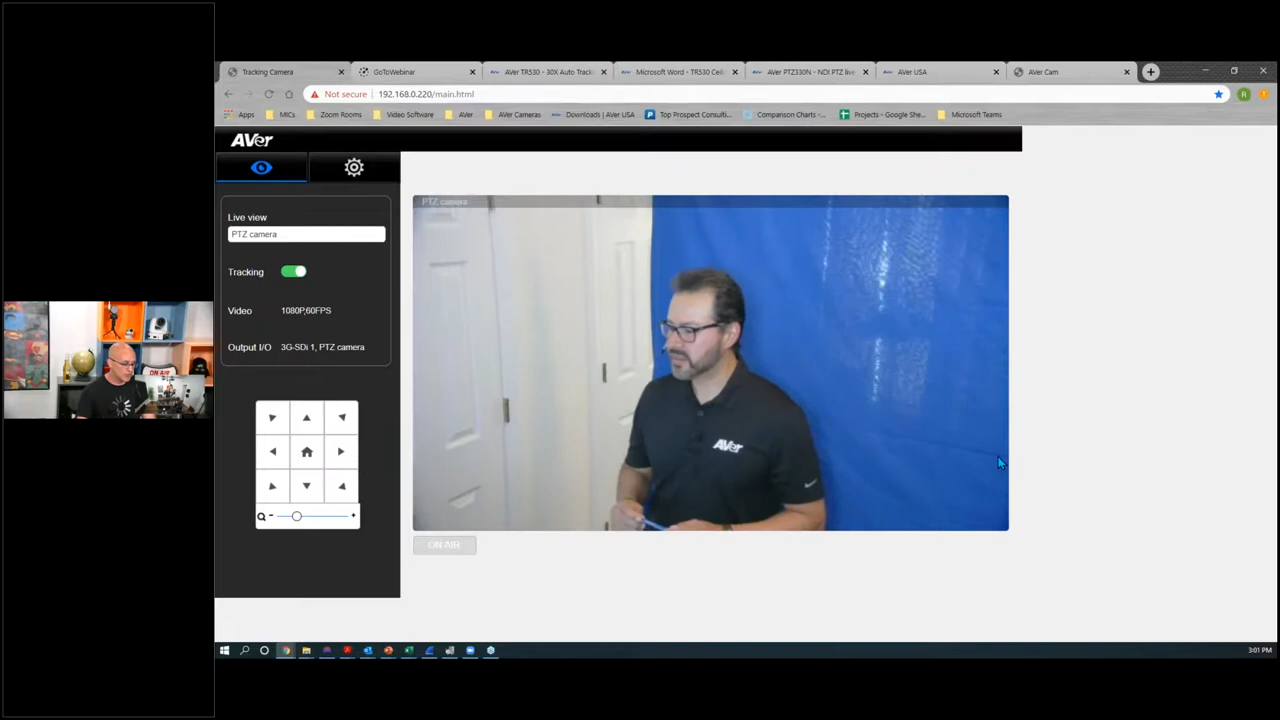 Tracking Camera
GoToWebinar
AVer TR530 - 30X Auto Tracki
Microsoft Word - TR530 Ceil
AVer PTZ330N - NDI PTZ live
AVer USA
AVer Cam
Not secure 192.168.0.220/main.html
Apps MICs Zoom Rooms Video Software AVer AVer Cameras Downloads | AVer USA Top Prospect Consulti... Comparison Charts -... Projects - Google She... Microsoft Teams
AVer
Live view
PTZ camera
Tracking
Video 1080P,60FPS
Output I/O 3G-SDi 1, PTZ camera
PTZ camera
AVer
ON AIR
ON AIR
3:01 PM